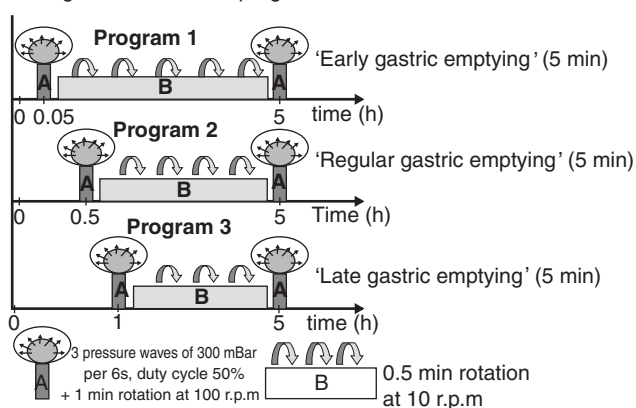 Program 1
'Early gastric emptying' (5 min)
A B A
0 0.05 5 time (h)
Program 2
'Regular gastric emptying' (5 min)
A B A
0 0.5 5 Time (h)
Program 3
'Late gastric emptying' (5 min)
A B A
0 1 5 time (h)
A
3 pressure waves of 300 mBar
per 6s, duty cycle 50%
+ 1 min rotation at 100 r.p.m
B
0.5 min rotation
at 10 r.p.m